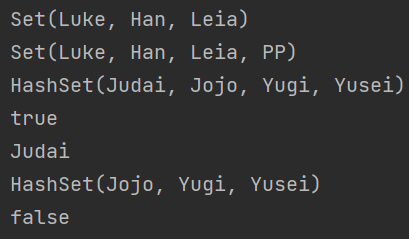 Set(Luke, Han, Leia)
Set(Luke, Han, Leia, PP)
HashSet(Judai, Jojo, Yugi, Yusei)
true
Judai
HashSet(Jojo, Yugi, Yusei)
false